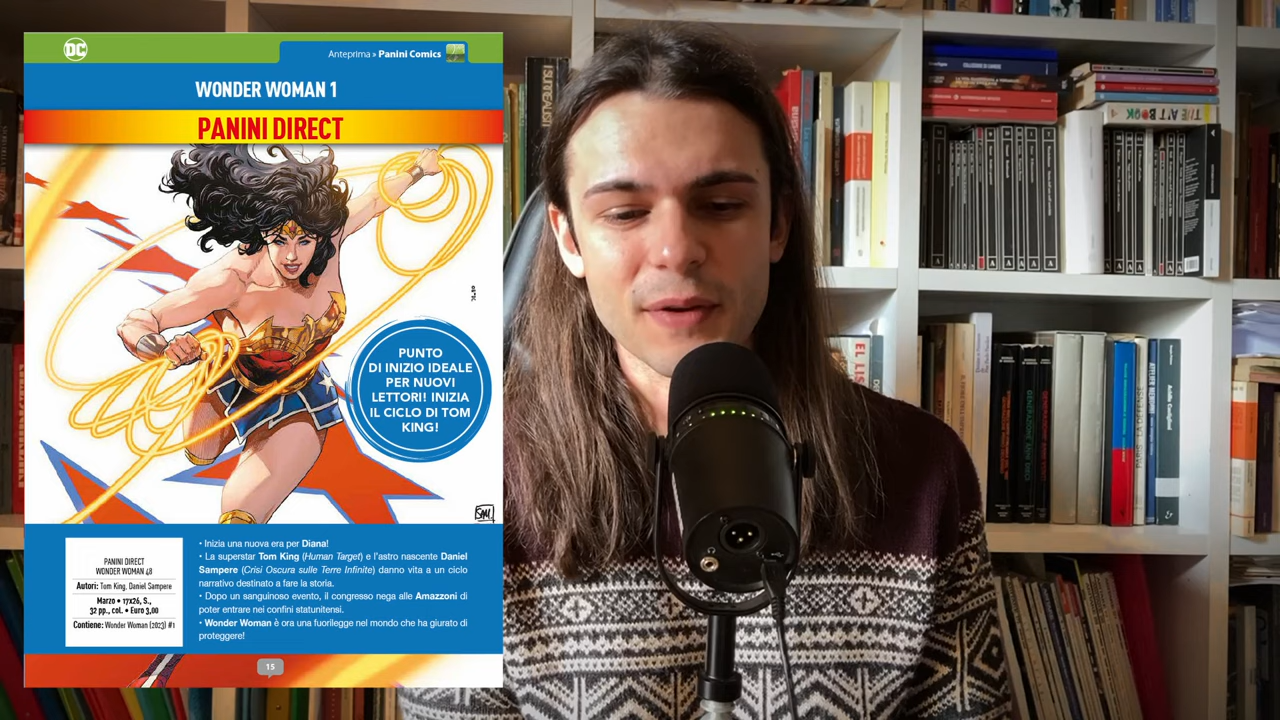 DC
Anteprima » Panini Comics
WONDER WOMAN 1
PANINI DIRECT
PUNTO
DI INIZIO IDEALE
PER NUOVI
LETTORI! INIZIA
IL CICLO DI TOM
KING!
• Inizia una nuova era per Diana!
• La superstar Tom King (Human Target) e l'astro nascente Daniel
Sampere (Crisi Oscura sulle Terre Infinite) danno vita a un ciclo
narrativo destinato a fare la storia.
• Dopo un sanguinoso evento, il congresso nega alle Amazzoni di
poter entrare nei confini statunitensi.
• Wonder Woman è ora una fuorilegge nel mondo che ha giurato di
proteggere!
PANINI DIRECT
WONDER WOMAN 48
Autori: Tom King, Daniel Sampere
Marzo • 17x26, S.,
32 pp., col. • Euro 3,00
Contiene: Wonder Woman (2023) #1
15